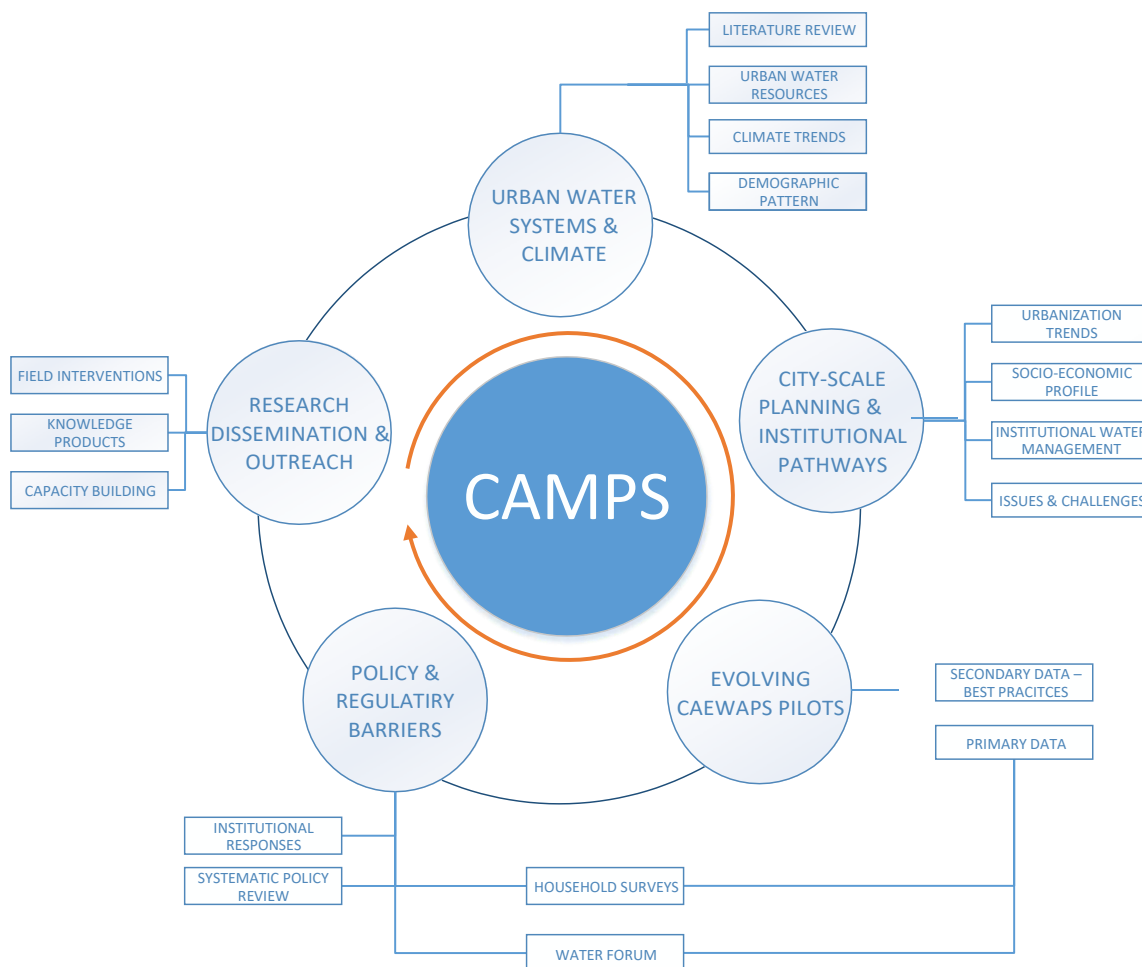 LITERATURE REVIEW
URBAN WATER
RESOURCES
CLIMATE TRENDS
DEMOGRAPHIC
PATTERN
URBAN WATER
SYSTEMS &
CLIMATE
URBANIZATION
TRENDS
SOCIO-ECONOMIC
PROFILE
INSTITUTIONAL WATER
MANAGEMENT
ISSUES & CHALLENGES
CITY-SCALE
PLANNING &
INSTITUTIONAL
PATHWAYS
FIELD INTERVENTIONS
KNOWLEDGE
PRODUCTS
CAPACITY BUILDING
RESEARCH
DISSEMINATION &
OUTREACH
CAMPS
POLICY &
REGULATIRY
BARRIERS
EVOLVING
CAEWAPS PILOTS
SECONDARY DATA –
BEST PRACITCES
PRIMARY DATA
INSTITUTIONAL
RESPONSES
SYSTEMATIC POLICY
REVIEW
HOUSEHOLD SURVEYS
WATER FORUM